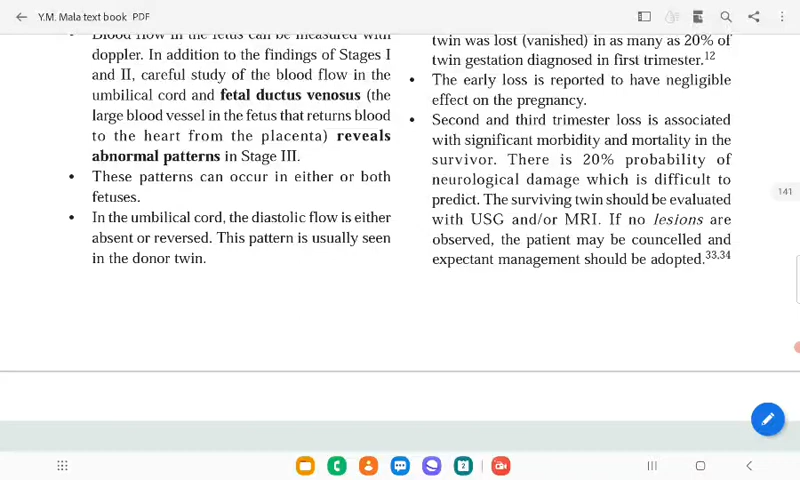 Y.M. Mala text book PDF
Blood flow in the fetus can be measured with
doppler. In addition to the findings of Stages I
and II, careful study of the blood flow in the
umbilical cord and fetal ductus venosus (the
large blood vessel in the fetus that returns blood
to the heart from the placenta) reveals
abnormal patterns in Stage III.
• These patterns can occur in either or both
fetuses.
• In the umbilical cord, the diastolic flow is either
absent or reversed. This pattern is usually seen
in the donor twin.
twin was lost (vanished) in as many as 20% of
twin gestation diagnosed in first trimester.12
• The early loss is reported to have negligible
effect on the pregnancy.
• Second and third trimester loss is associated
with significant morbidity and mortality in the
survivor. There is 20% probability of
neurological damage which is difficult to
predict. The surviving twin should be evaluated
with USG and/or MRI. If no lesions are
observed, the patient may be councelled and
expectant management should be adopted.33,34
141
2